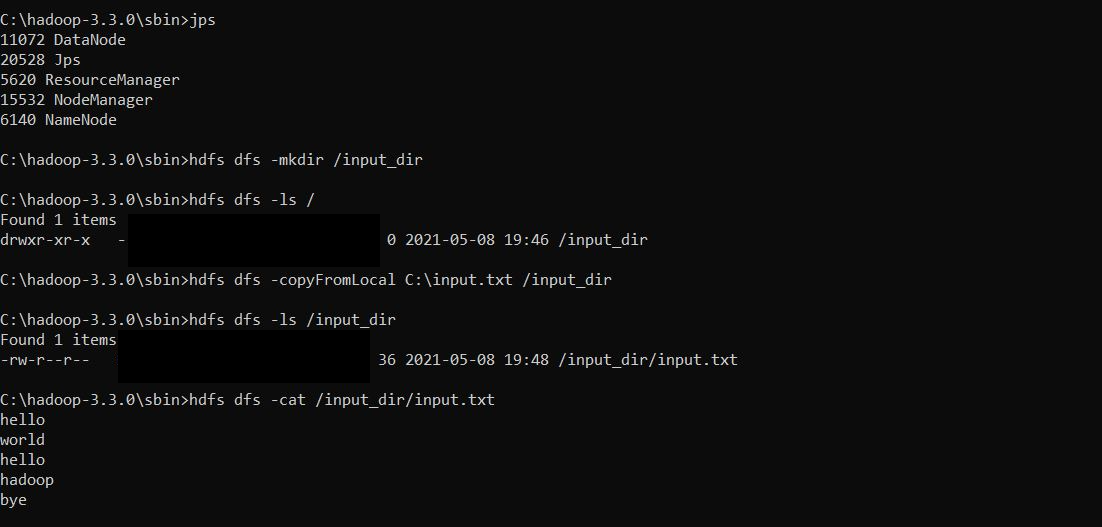 C:\hadoop-3.3.0\sbin>jps
11072 DataNode
20528 Jps
5620 ResourceManager
15532 NodeManager
6140 NameNode
C:\hadoop-3.3.0\sbin>hdfs dfs -mkdir /input_dir
C:\hadoop-3.3.0\sbin>hdfs dfs -ls /
Found 1 items
drwxr-xr-x   - 0 2021-05-08 19:46 /input_dir
C:\hadoop-3.3.0\sbin>hdfs dfs -copyFromLocal C:\input.txt /input_dir
C:\hadoop-3.3.0\sbin>hdfs dfs -ls /input_dir
Found 1 items
-rw-r--r-- 36 2021-05-08 19:48 /input_dir/input.txt
C:\hadoop-3.3.0\sbin>hdfs dfs -cat /input_dir/input.txt
hello
world
hello
hadoop
bye